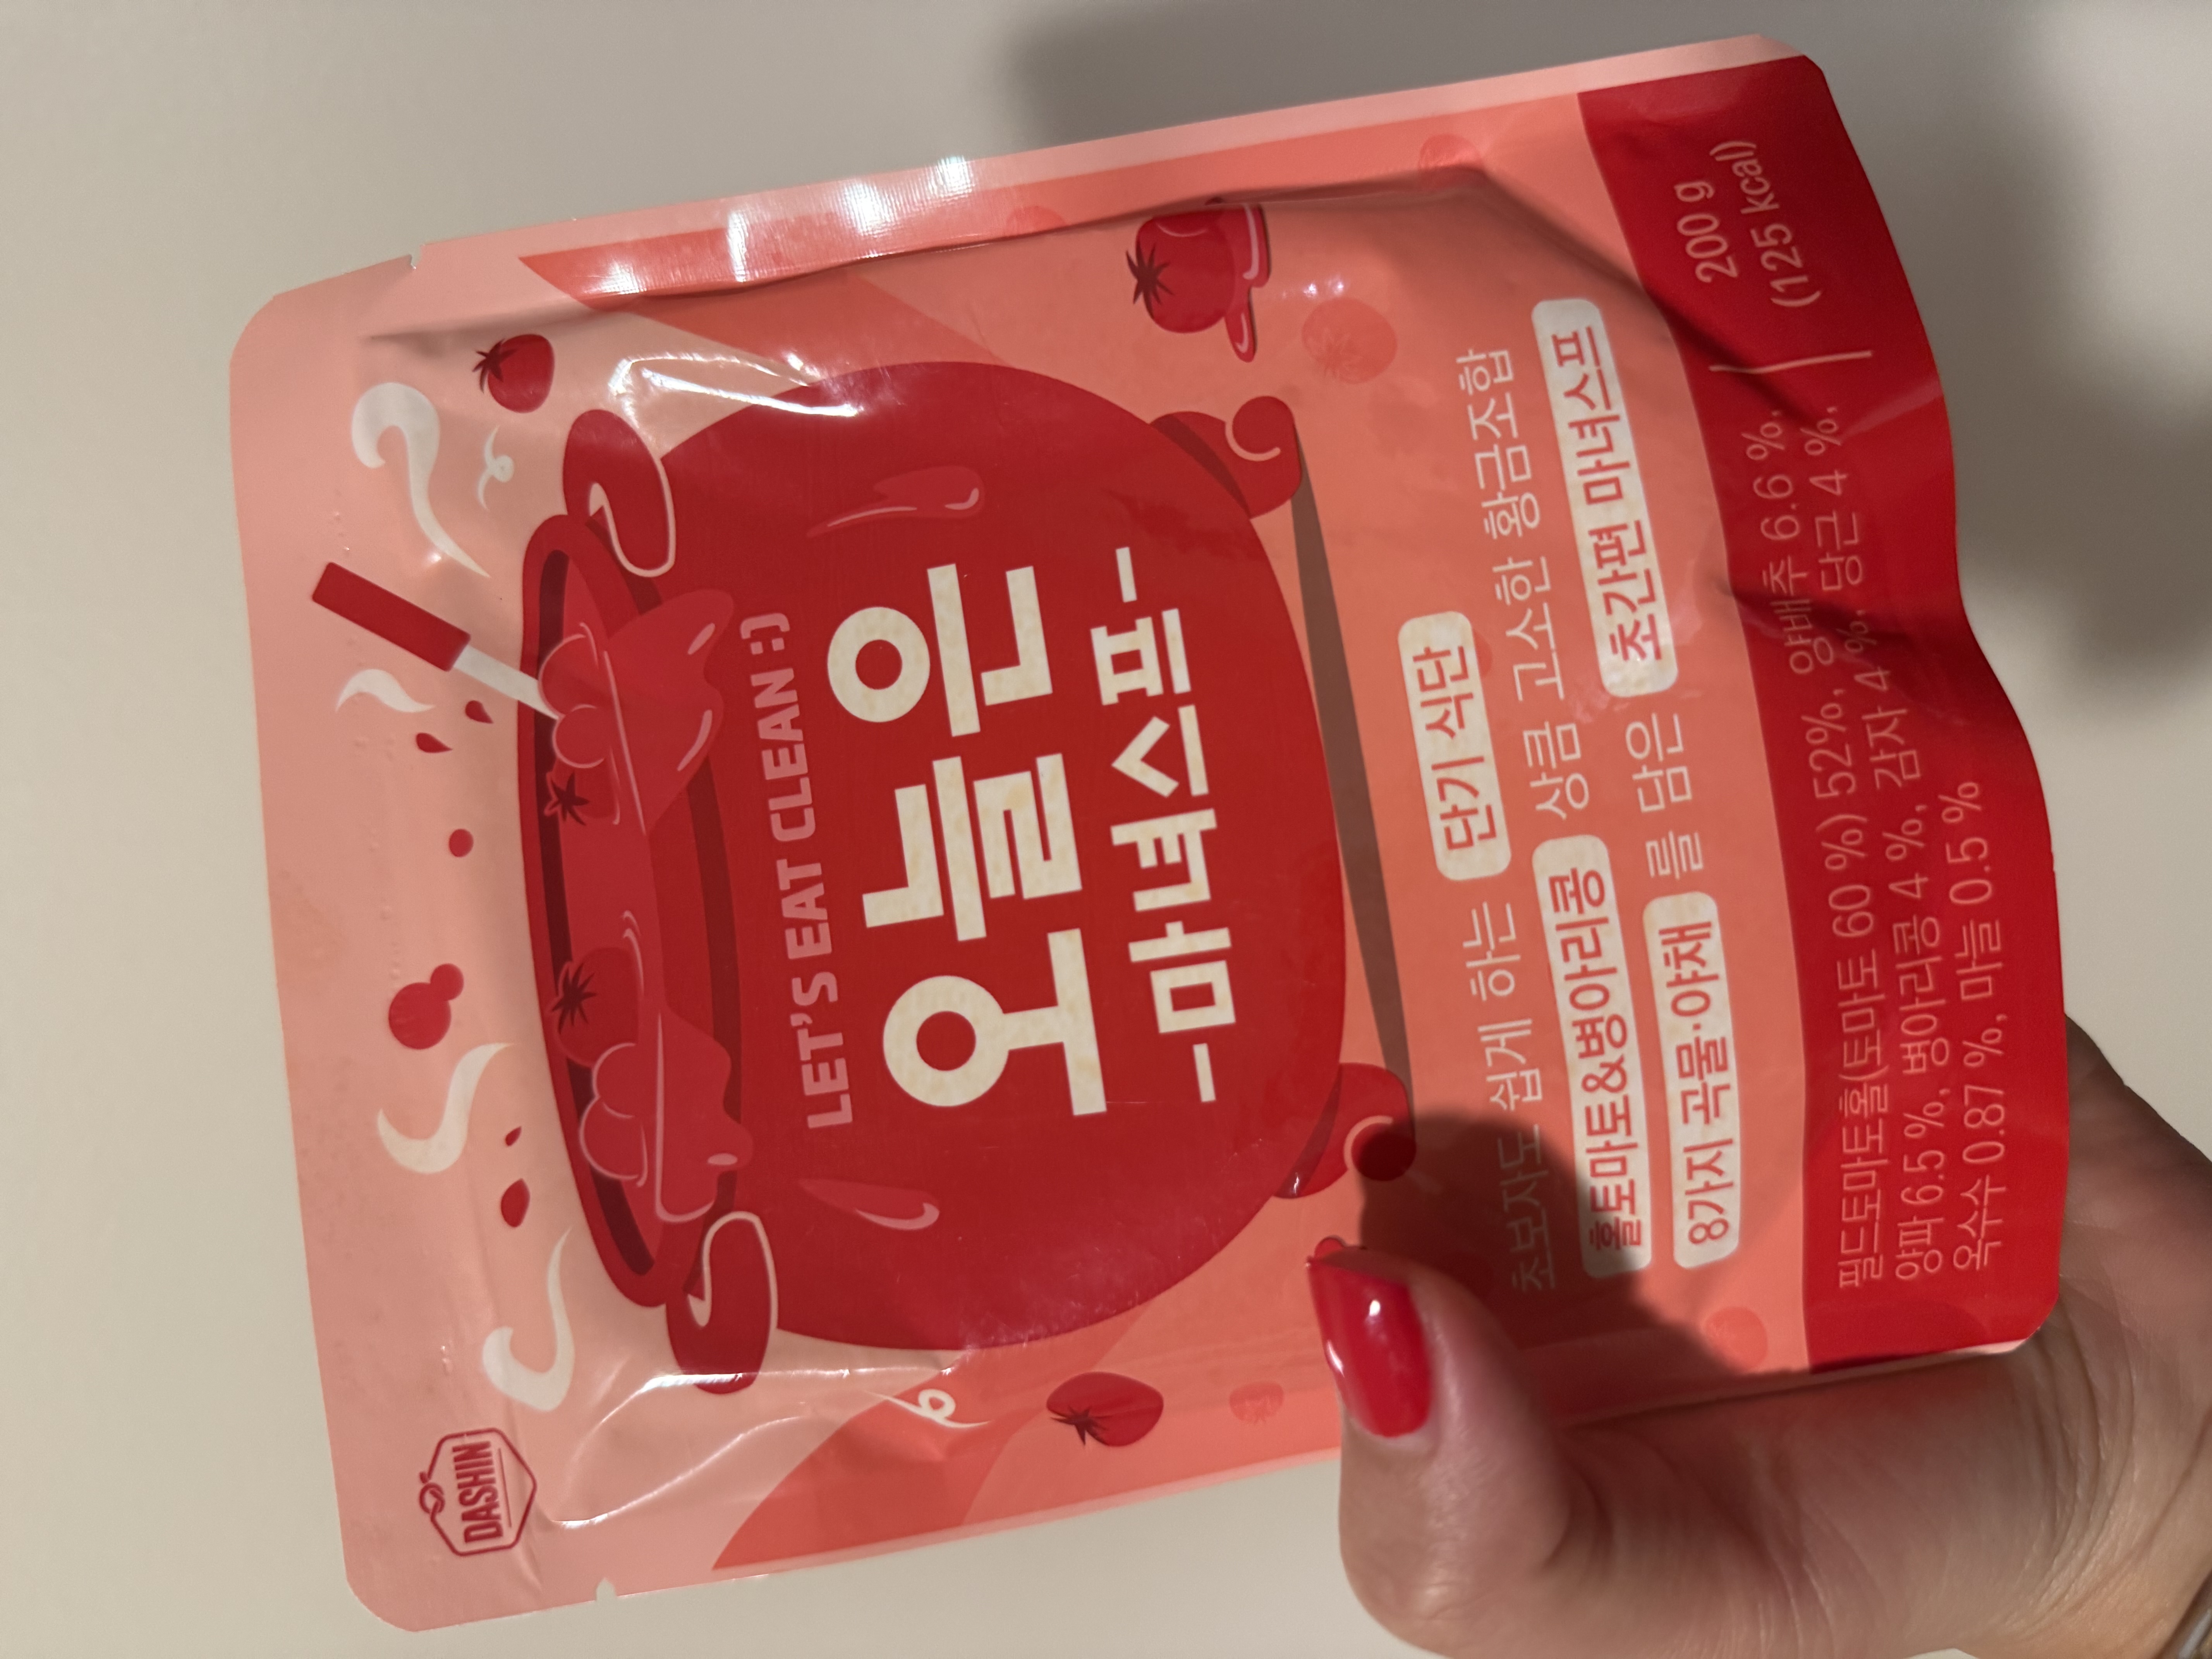 DASHIN
LET'S EAT CLEAN :)
오늘은
마녀스프
초보자도 쉽게 하는 단기 식단
홀토마토&병아리콩 상큼 고소한 황금조합
8가지 곡물·야채를 담은 초간편 마녀스프
필드토마토홀(토마토 60 %) 52%, 양배추 6.6 %,
양파 6.5 %, 병아리콩 4 %, 감자 4 %, 당근 4 %,
옥수수 0.87 %, 마늘 0.5 %
200 g
(125 kcal)